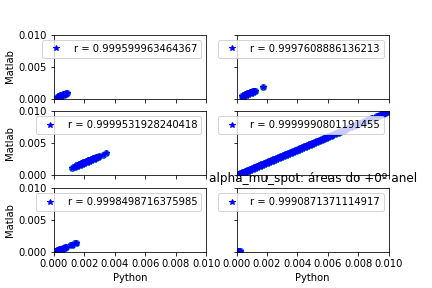 0.010
0.005
0.000
Matlab
r = 0.999599963464367
r = 0.9997608886136213
0.010
0.005
0.000
r = 0.9999531928240418
r = 0.9999990801191455
alpha_mu_spot: áreas do +0º anel
0.010
0.005
0.000
Matlab
r = 0.9998498716375985
r = 0.9990871371114917
0.000 0.002 0.004 0.006 0.008 0.010
0.000 0.002 0.004 0.006 0.008 0.010
Python
Python